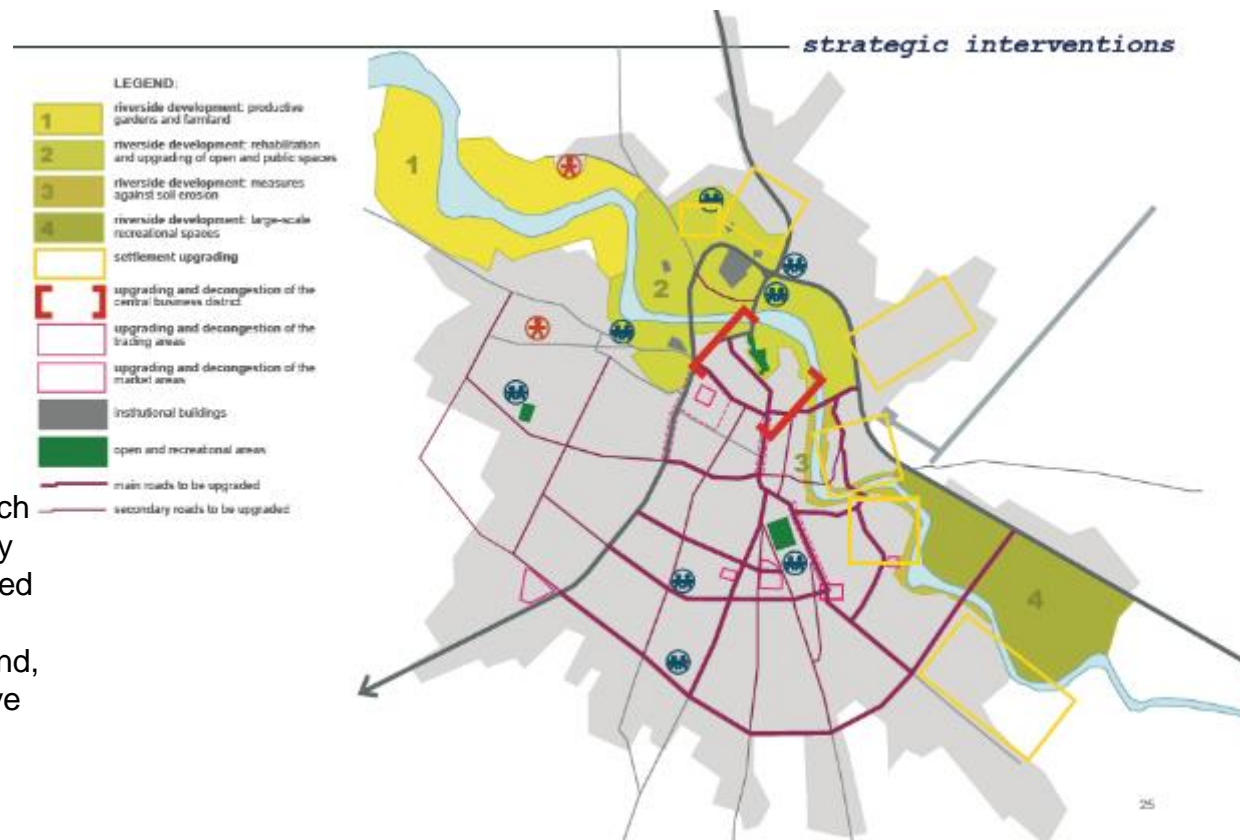 strategic interventions
LEGEND:
1
riverside development: productive
gardens and farmland
2
riverside development: rehabilitation
and upgrading of open and public spaces
3
riverside development: measures
against soil erosion
4
riverside development: large-scale
recreational spaces
settlement upgrading
upgrading and decongestion of the
central business district
upgrading and decongestion of the
trading areas
upgrading and decongestion of the
market areas
institutional buildings
open and recreational areas
main roads to be upgraded
secondary roads to be upgraded
ch
y
ed
nd,
ve
1
2
3
4
25